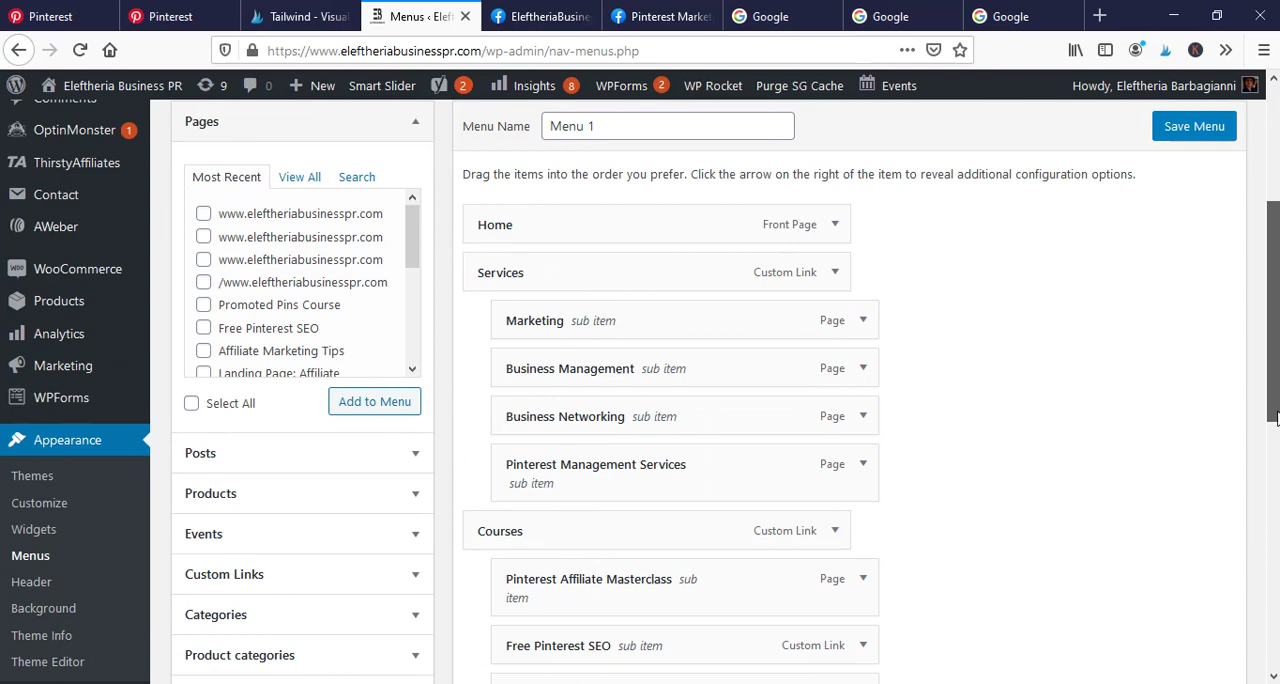 Pinterest
Pinterest
Tailwind - Visual
Menus ‹ Elef
EleftheriaBusine
Pinterest Market
Google
Google
Google
https://www.eleftheriabusinesspr.com/wp-admin/nav-menus.php
Eleftheria Business PR 9 0 New Smart Slider 2 Insights 8 WPForms 2 WP Rocket Purge SG Cache Events Howdy, Eleftheria Barbagianni
Comments
OptinMonster 1
ThirstyAffiliates
Contact
AWeber
WooCommerce
Products
Analytics
Marketing
WPForms
Appearance
Themes
Customize
Widgets
Menus
Header
Background
Theme Info
Theme Editor
Pages
Most Recent View All Search
www.eleftheriabusinesspr.com
www.eleftheriabusinesspr.com
www.eleftheriabusinesspr.com
/www.eleftheriabusinesspr.com
Promoted Pins Course
Free Pinterest SEO
Affiliate Marketing Tips
Landing Page: Affiliate
Select All Add to Menu
Posts
Products
Events
Custom Links
Categories
Product categories
Menu Name Menu 1 Save Menu
Drag the items into the order you prefer. Click the arrow on the right of the item to reveal additional configuration options.
Home Front Page
Services Custom Link
Marketing sub item Page
Business Management sub item Page
Business Networking sub item Page
Pinterest Management Services Page
sub item
Courses Custom Link
Pinterest Affiliate Masterclass sub Page
item
Free Pinterest SEO sub item Custom Link